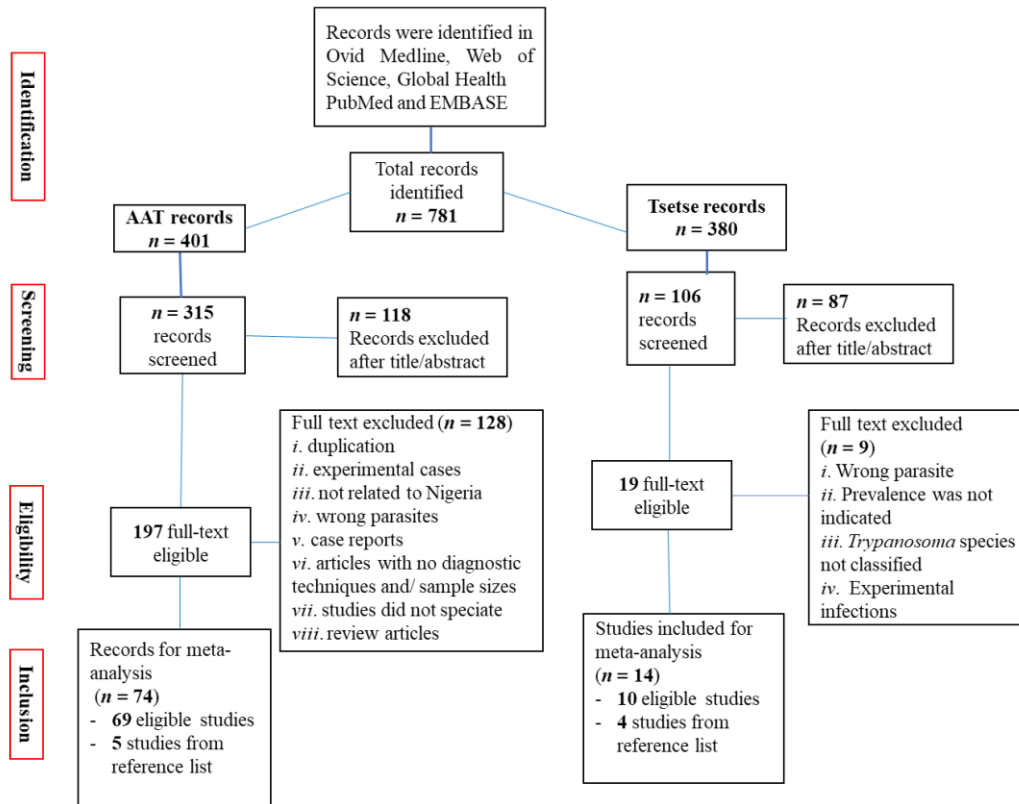 Identification
Records were identified in
Ovid Medline, Web of
Science, Global Health
PubMed and EMBASE
Total records
identified
n = 781
AAT records
n = 401
Tsetse records
n = 380
Screening
n = 315
records
screened
n = 118
Records excluded
after title/abstract
n = 106
records
screened
n = 87
Records excluded
after title/abstract
Eligibility
197 full-text
eligible
Full text excluded (n = 128)
i. duplication
ii. experimental cases
iii. not related to Nigeria
iv. wrong parasites
v. case reports
vi. articles with no diagnostic
techniques and/ sample sizes
vii. studies did not speciate
viii. review articles
19 full-text
eligible
Full text excluded
(n = 9)
i. Wrong parasite
ii. Prevalence was not
indicated
iii. Trypanosoma species
not classified
iv. Experimental
infections
Inclusion
Records for meta-
analysis
(n = 74)
- 69 eligible studies
- 5 studies from
reference list
Studies included for
meta-analysis
(n = 14)
- 10 eligible studies
- 4 studies from
reference list